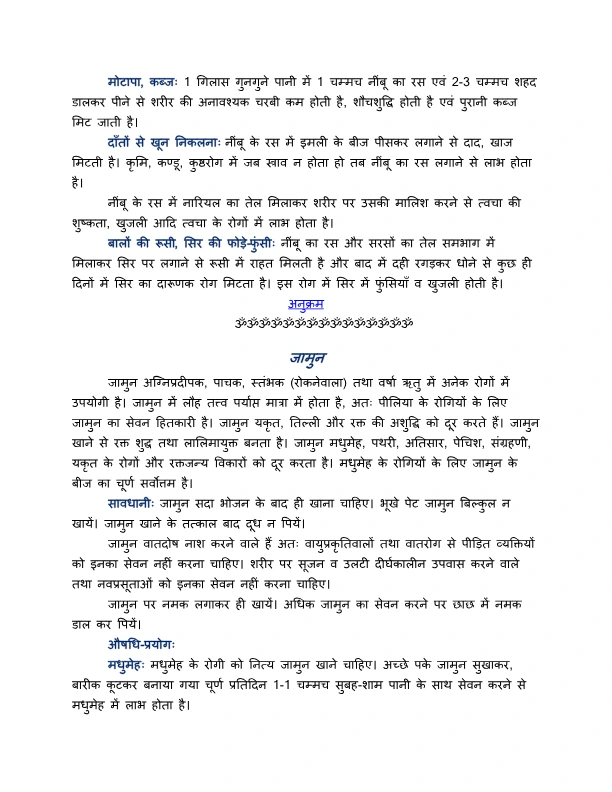 मोटापा, कब्जः 1 गिलास गुनगुने पानी में 1 चम्मच नींबू का रस एवं 2-3 चम्मच शहद
डालकर पीने से शरीर की अनावश्यक चरबी कम होती है, शौचशुद्धि होती है एवं पुरानी कब्ज
मिट जाती है।
दाँतों से खून निकलनाः नींबू के रस में इमली के बीज पीसकर लगाने से दाद, खाज
मिटती है। कृमि, कण्डू, कुष्ठरोग में जब स्राव न होता हो तब नींबू का रस लगाने से लाभ होता
है।
नींबू के रस में नारियल का तेल मिलाकर शरीर पर उसकी मालिश करने से त्वचा की
शुष्कता, खुजली आदि त्वचा के रोगों में लाभ होता है।
बालों की रूसी, सिर की फोड़े-फुंसीः नींबू का रस और सरसों का तेल समभाग में
मिलाकर सिर पर लगाने से रूसी में राहत मिलती है और बाद में दही रगड़कर धोने से कुछ ही
दिनों में सिर का दारूणक रोग मिटता है। इस रोग में सिर में फुंसियाँ व खुजली होती है।
अनुक्रम
ॐॐॐॐॐॐॐॐॐॐॐॐॐॐॐ
जामुन
जामुन अग्निप्रदीपक, पाचक, स्तंभक (रोकनेवाला) तथा वर्षा ऋतु में अनेक रोगों में
उपयोगी है। जामुन में लौह तत्त्व पर्याप्त मात्रा में होता है, अतः पीलिया के रोगियों के लिए
जामुन का सेवन हितकारी है। जामुन यकृत, तिल्ली और रक्त की अशुद्धि को दूर करते हैं। जामुन
खाने से रक्त शुद्ध तथा लालिमायुक्त बनता है। जामुन मधुमेह, पथरी, अतिसार, पेचिश, संग्रहणी,
यकृत के रोगों और रक्तजन्य विकारों को दूर करता है। मधुमेह के रोगियों के लिए जामुन के
बीज का चूर्ण सर्वोत्तम है।
सावधानीः जामुन सदा भोजन के बाद ही खाना चाहिए। भूखे पेट जामुन बिल्कुल न
खायें। जामुन खाने के तत्काल बाद दूध न पियें।
जामुन वातदोष नाश करने वाले हैं अतः वायुप्रकृतिवालों तथा वातरोग से पीड़ित व्यक्तियों
को इनका सेवन नहीं करना चाहिए। शरीर पर सूजन व उलटी दीर्घकालीन उपवास करने वाले
तथा नवप्रसूताओं को इनका सेवन नहीं करना चाहिए।
जामुन पर नमक लगाकर ही खायें। अधिक जामुन का सेवन करने पर छाछ में नमक
डाल कर पियें।
औषधि-प्रयोगः
मधुमेहः मधुमेह के रोगी को नित्य जामुन खाने चाहिए। अच्छे पके जामुन सुखाकर,
बारीक कूटकर बनाया गया चूर्ण प्रतिदिन 1-1 चम्मच सुबह-शाम पानी के साथ सेवन करने से
मधुमेह में लाभ होता है।